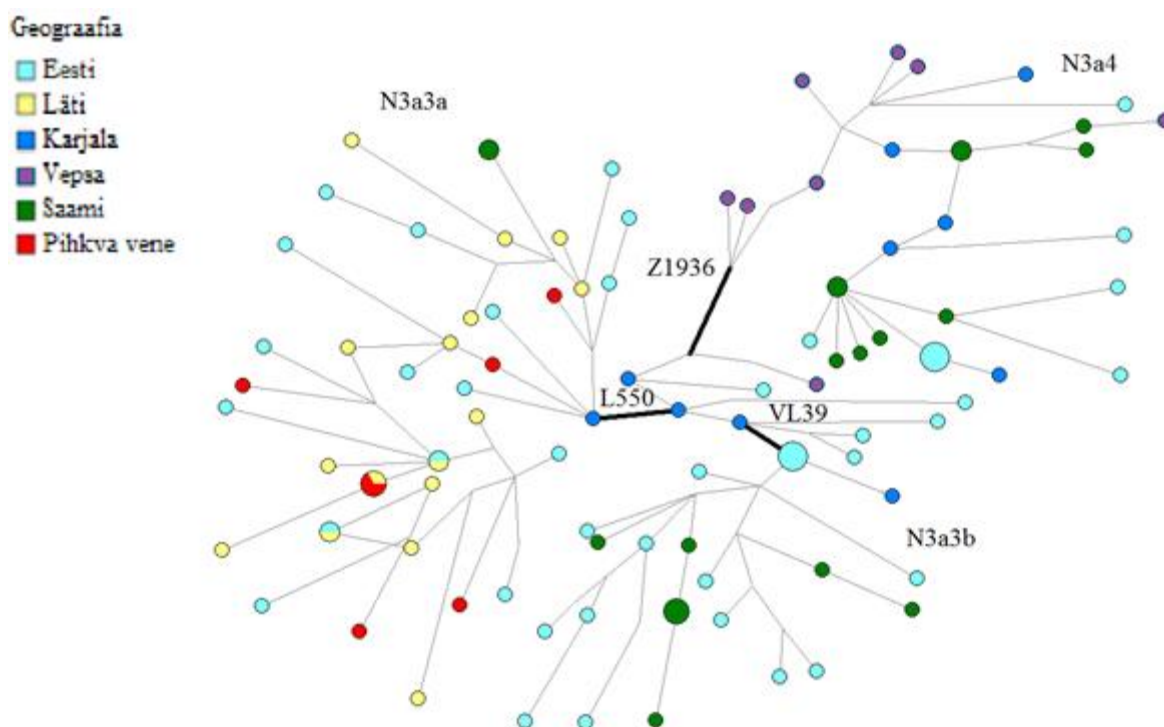 Geograafia
Eesti
Läti
Karjala
Vepsa
Saami
Pihkva vene
N3a3a
N3a4
Z1936
L550
VL39
N3a3b